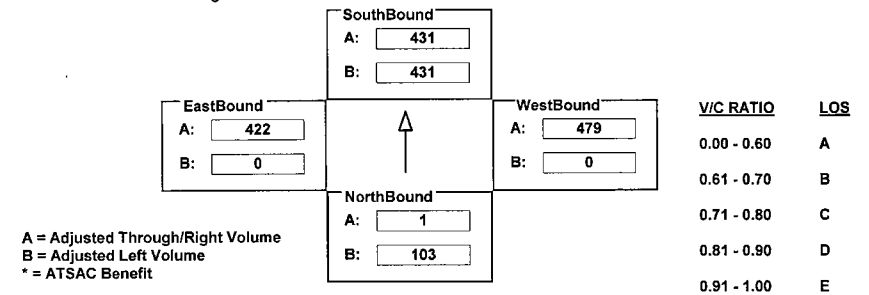 SouthBound
A: 431
B: 431
EastBound
A: 422
B: 0
WestBound
A: 479
B: 0
NorthBound
A: 1
B: 103
A = Adjusted Through/Right Volume
B = Adjusted Left Volume
* = ATSAC Benefit
V/C RATIO LOS
0.00 - 0.60 A
0.61 - 0.70 B
0.71 - 0.80 C
0.81 - 0.90 D
0.91 - 1.00 E